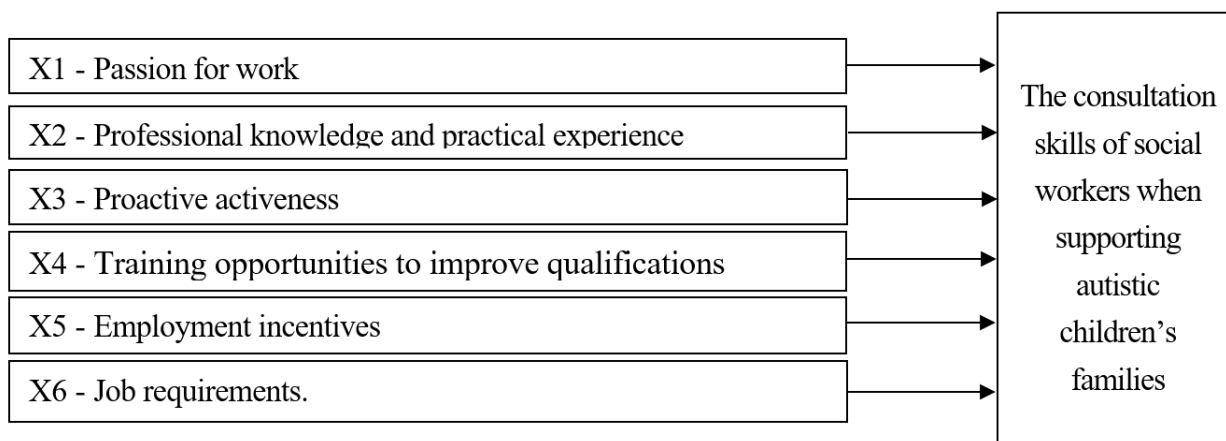 X1 - Passion for work
X2 - Professional knowledge and practical experience
X3 - Proactive activeness
X4 - Training opportunities to improve qualifications
X5 - Employment incentives
X6 - Job requirements.
The consultation
skills of social
workers when
supporting
autistic
children’s
families